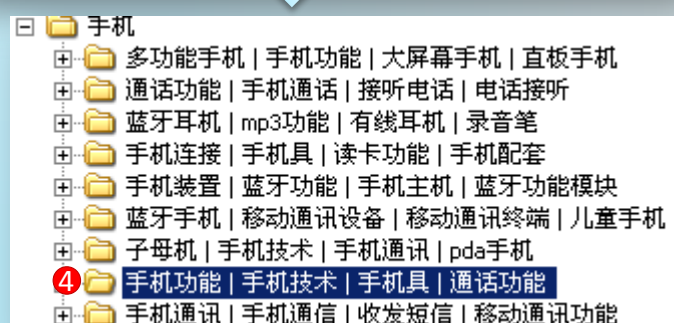 手机
多功能手机 | 手机功能 | 大屏幕手机 | 直板手机
通话功能 | 手机通话 | 接听电话 | 电话接听
蓝牙耳机 | mp3功能 | 有线耳机 | 录音笔
手机连接 | 手机具 | 读卡功能 | 手机配套
手机装置 | 蓝牙功能 | 手机主机 | 蓝牙功能模块
蓝牙手机 | 移动通讯设备 | 移动通讯终端 | 儿童手机
子母机 | 手机技术 | 手机通讯 | pda手机
4 手机功能 | 手机技术 | 手机具 | 通话功能
手机通讯 | 手机通信 | 收发短信 | 移动通讯功能